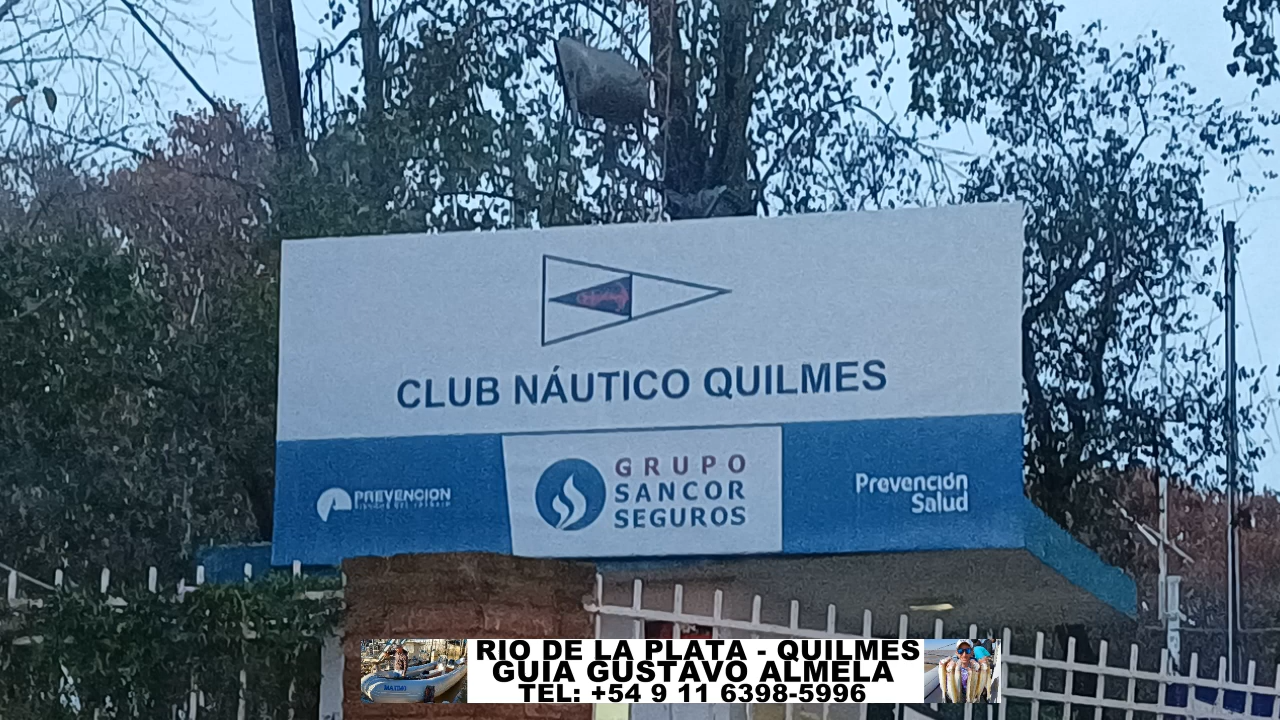 CLUB NÁUTICO QUILMES
PREVENCION
GRUPO
SANCOR
SEGUROS
Prevención
Salud
RIO DE LA PLATA - QUILMES
GUIA GUSTAVO ALMELA
TEL: +54 9 11 6398-5996